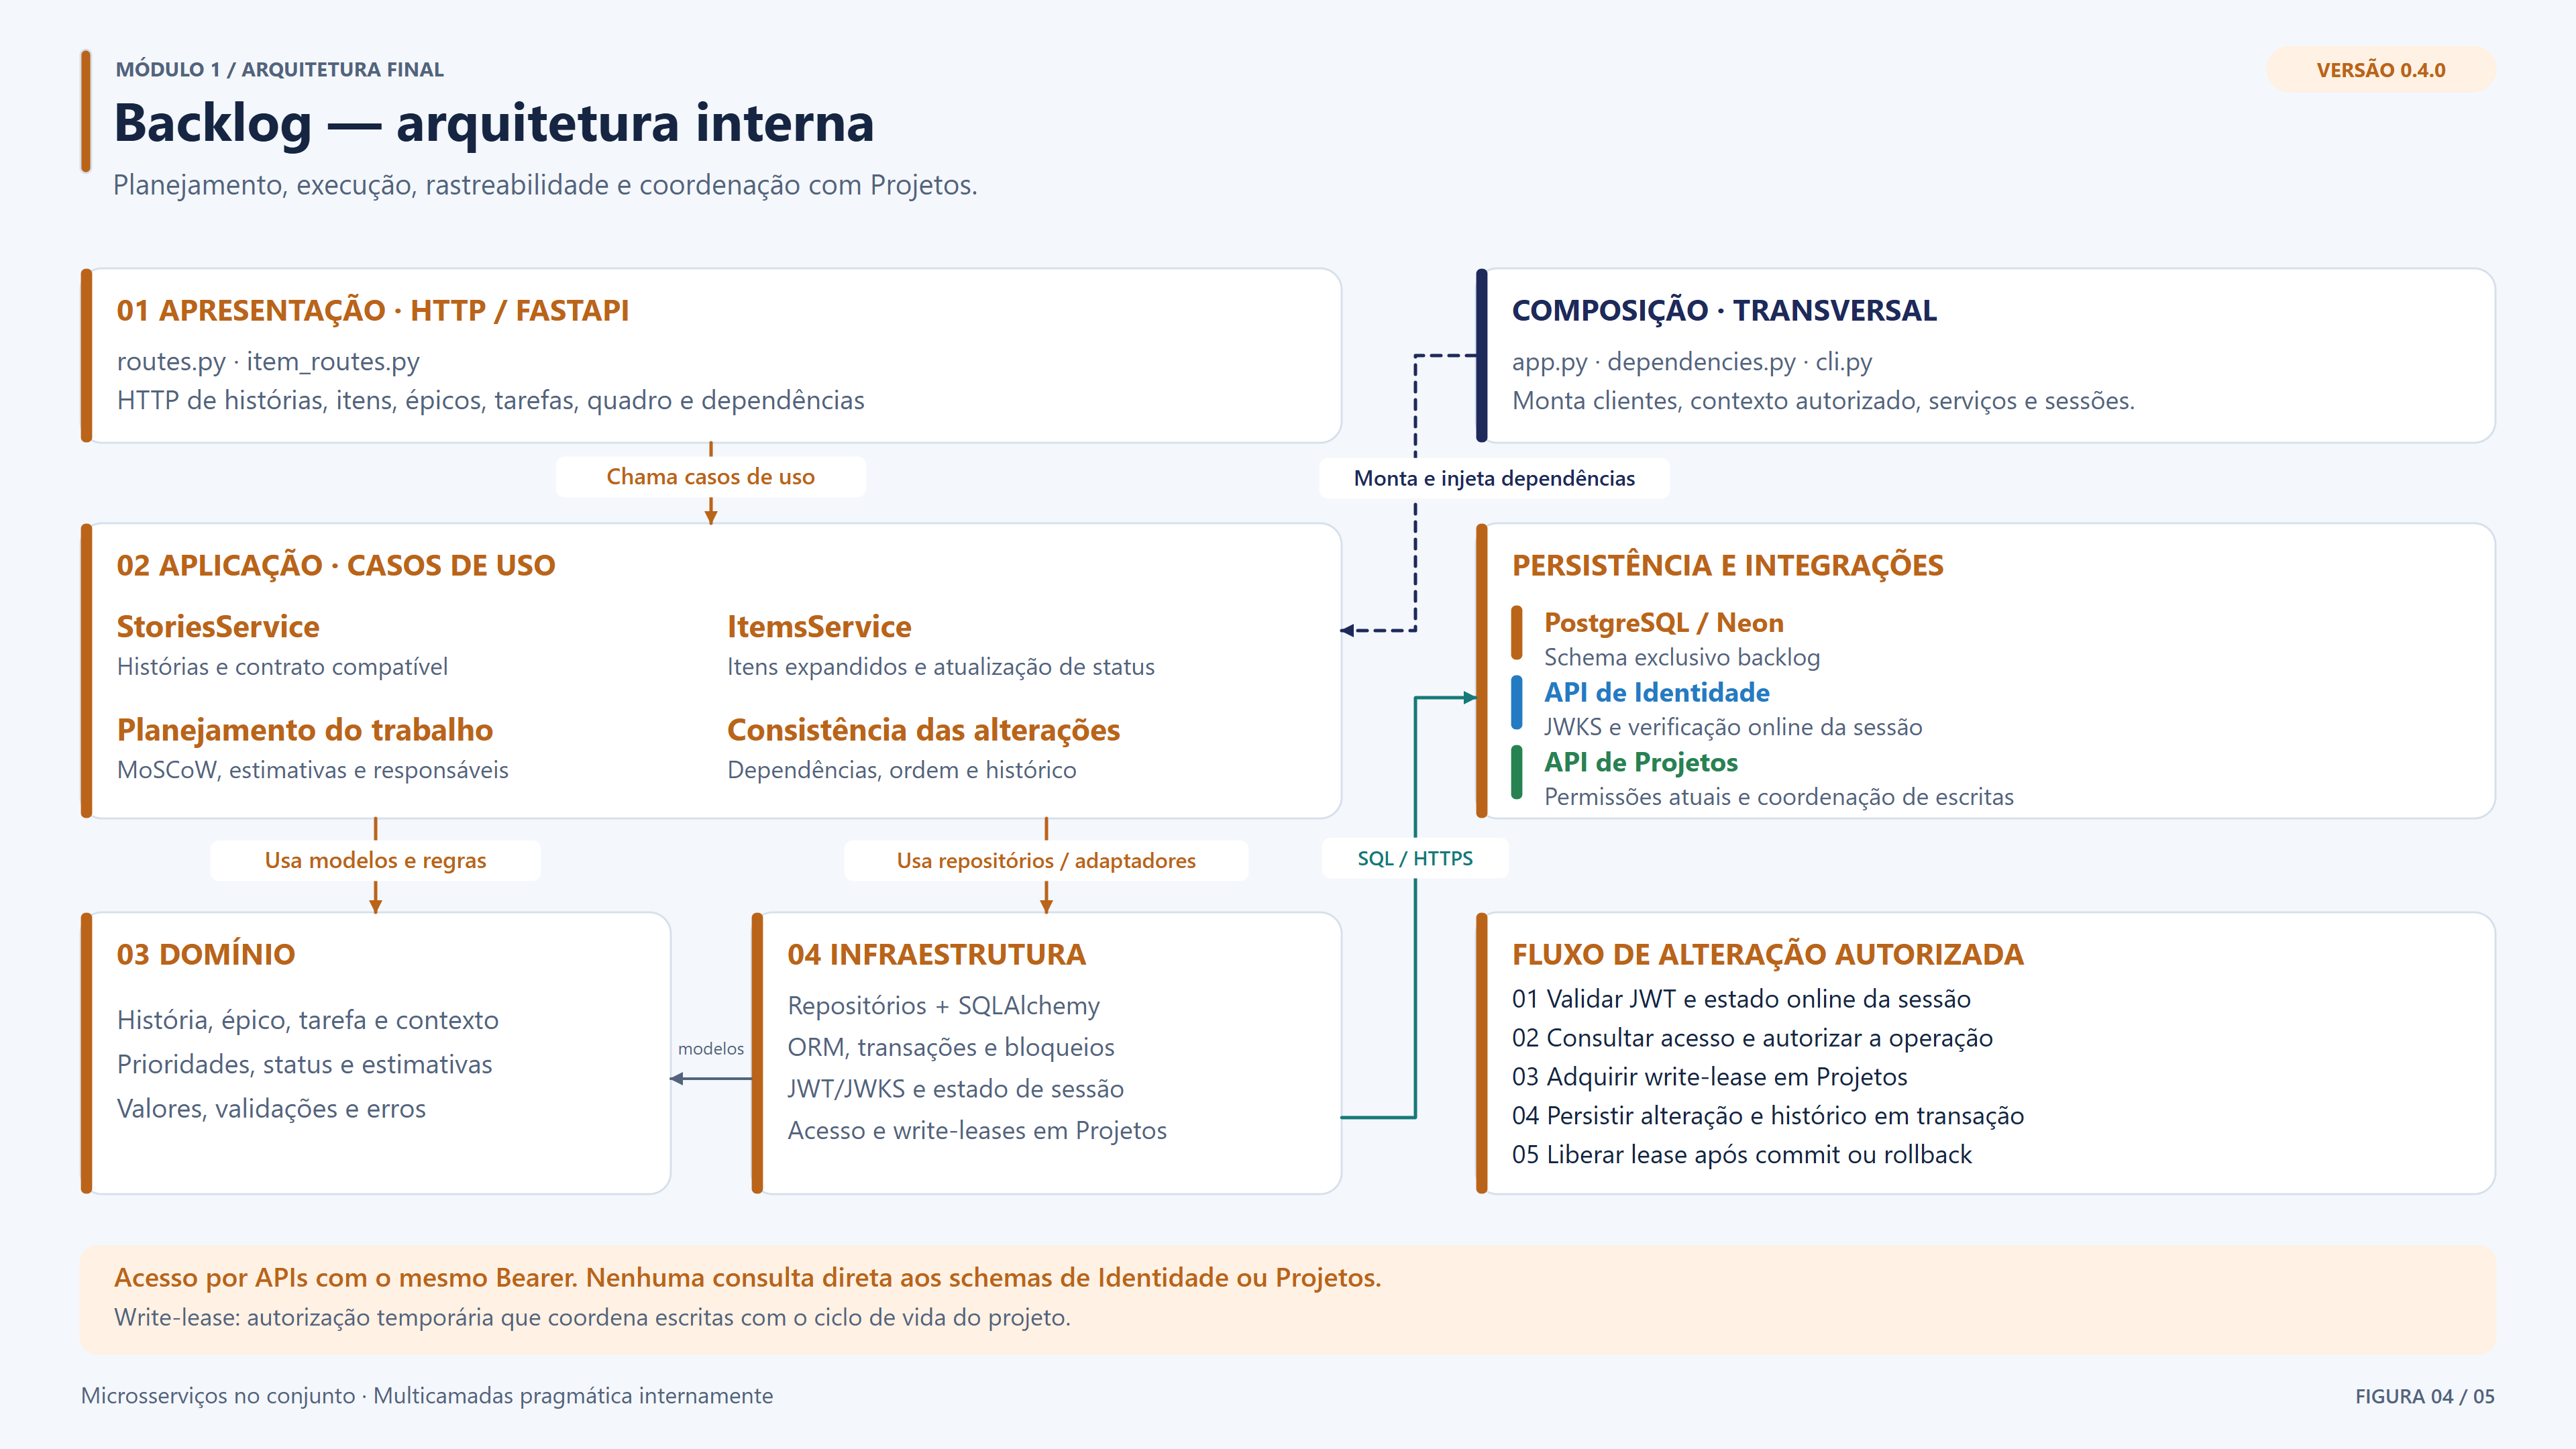 MÓDULO 1 / ARQUITETURA FINAL
VERSÃO 0.4.0
Backlog — arquitetura interna
Planejamento, execução, rastreabilidade e coordenação com Projetos.
01 APRESENTAÇÃO · HTTP / FASTAPI
routes.py · item_routes.py
HTTP de histórias, itens, épicos, tarefas, quadro e dependências
COMPOSIÇÃO · TRANSVERSAL
app.py · dependencies.py · cli.py
Monta clientes, contexto autorizado, serviços e sessões.
Chama casos de uso
Monta e injeta dependências
02 APLICAÇÃO · CASOS DE USO
StoriesService
Histórias e contrato compatível
ItemsService
Itens expandidos e atualização de status
Planejamento do trabalho
MoSCoW, estimativas e responsáveis
Consistência das alterações
Dependências, ordem e histórico
PERSISTÊNCIA E INTEGRAÇÕES
PostgreSQL / Neon
Schema exclusivo backlog
API de Identidade
JWKS e verificação online da sessão
API de Projetos
Permissões atuais e coordenação de escritas
Usa modelos e regras
Usa repositórios / adaptadores
SQL / HTTPS
03 DOMÍNIO
História, épico, tarefa e contexto
Prioridades, status e estimativas
Valores, validações e erros
modelos
04 INFRAESTRUTURA
Repositórios + SQLAlchemy
ORM, transações e bloqueios
JWT/JWKS e estado de sessão
Acesso e write-leases em Projetos
FLUXO DE ALTERAÇÃO AUTORIZADA
01 Validar JWT e estado online da sessão
02 Consultar acesso e autorizar a operação
03 Adquirir write-lease em Projetos
04 Persistir alteração e histórico em transação
05 Liberar lease após commit ou rollback
Acesso por APIs com o mesmo Bearer. Nenhuma consulta direta aos schemas de Identidade ou Projetos.
Write-lease: autorização temporária que coordena escritas com o ciclo de vida do projeto.
Microsserviços no conjunto · Multicamadas pragmática internamente
FIGURA 04 / 05